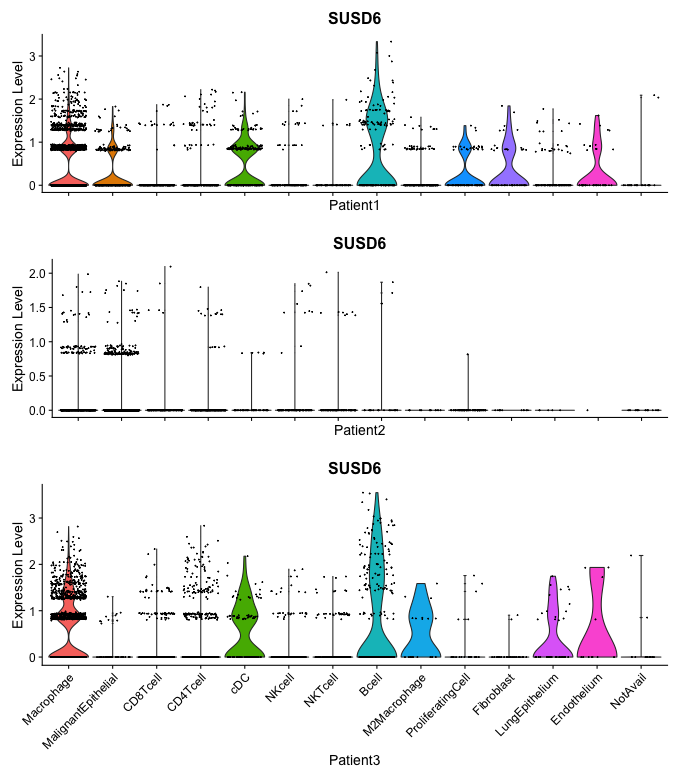 SUSD6
Expression Level
3
2
1
0
Patient1
SUSD6
Expression Level
2.0
1.5
1.0
0.5
0.0
Patient2
SUSD6
Expression Level
3
2
1
0
Macrophage
MalignantEpithelial
CD8Tcell
CD4Tcell
cDC
NKcell
NKTcell
Bcell
M2Macrophage
ProliferatingCell
Fibroblast
LungEpithelium
Endothelium
NotAvail
Patient3